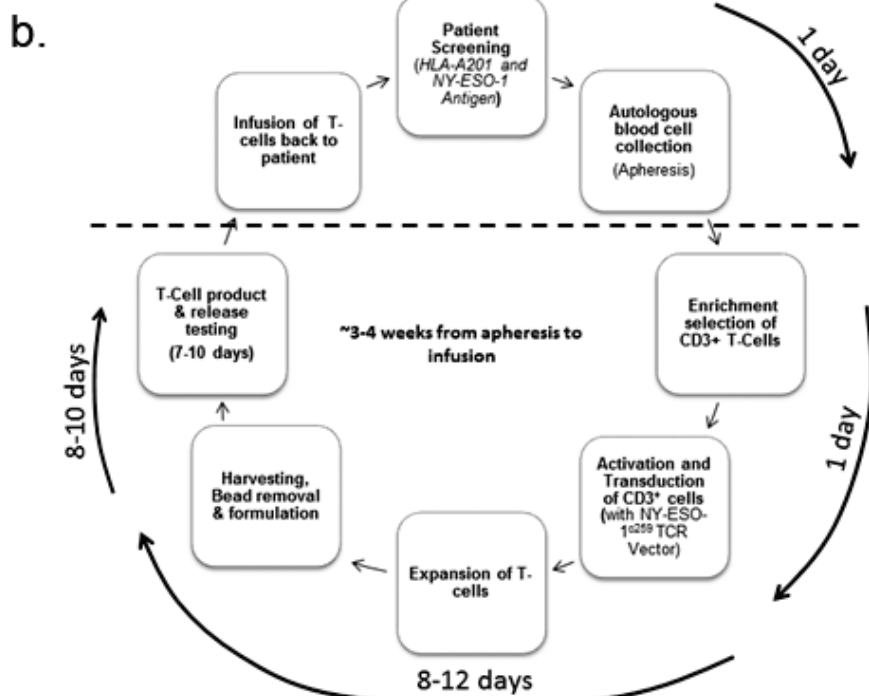 b.
Patient
Screening
(HLA-A201 and
NY-ESO-1
Antigen)
1 day
Autologous
blood cell
collection
(Apheresis)
Enrichment
selection of
CD3+ T-Cells
1 day
Activation and
Transduction
of CD3⁺ cells
(with NY-ESO-
1ᶜ²⁵⁹ TCR
Vector)
Expansion of T-
cells
8-12 days
Harvesting,
Bead removal
& formulation
8-10 days
T-Cell product
& release
testing
(7-10 days)
Infusion of T-
cells back to
patient
~3-4 weeks from apheresis to
infusion